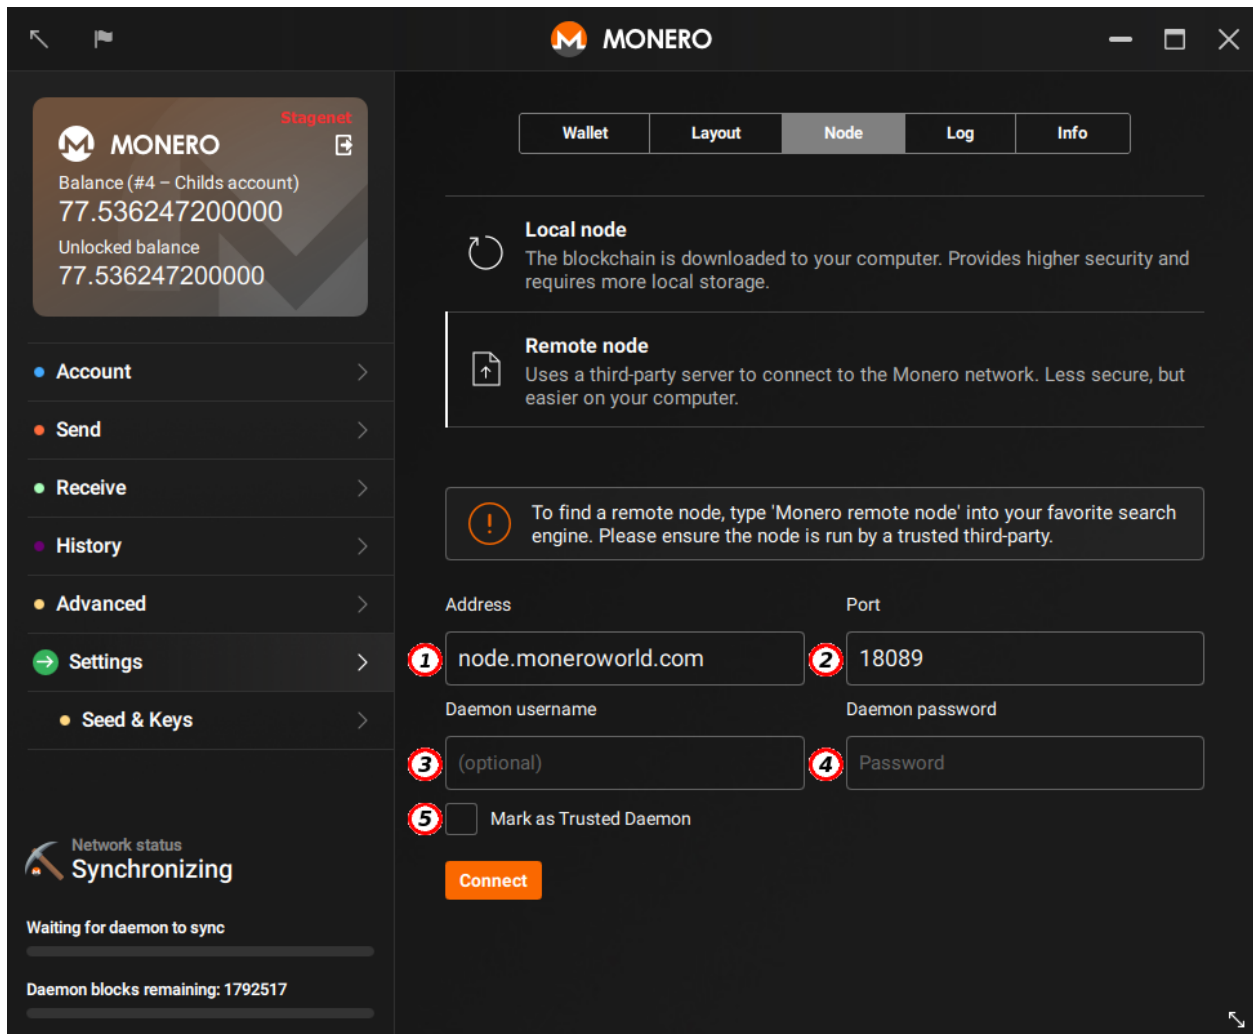 MONERO
Stagenet
MONERO
Balance (#4 – Childs account)
77.536247200000
Unlocked balance
77.536247200000
Account
Send
Receive
History
Advanced
Settings
Seed & Keys
Network status
Synchronizing
Waiting for daemon to sync
Daemon blocks remaining: 1792517
Wallet Layout Node Log Info
Local node
The blockchain is downloaded to your computer. Provides higher security and
requires more local storage.
Remote node
Uses a third-party server to connect to the Monero network. Less secure, but
easier on your computer.
To find a remote node, type 'Monero remote node' into your favorite search
engine. Please ensure the node is run by a trusted third-party.
Address Port
1 node.moneroworld.com 2 18089
Daemon username Daemon password
3 (optional) 4 Password
5 Mark as Trusted Daemon
Connect